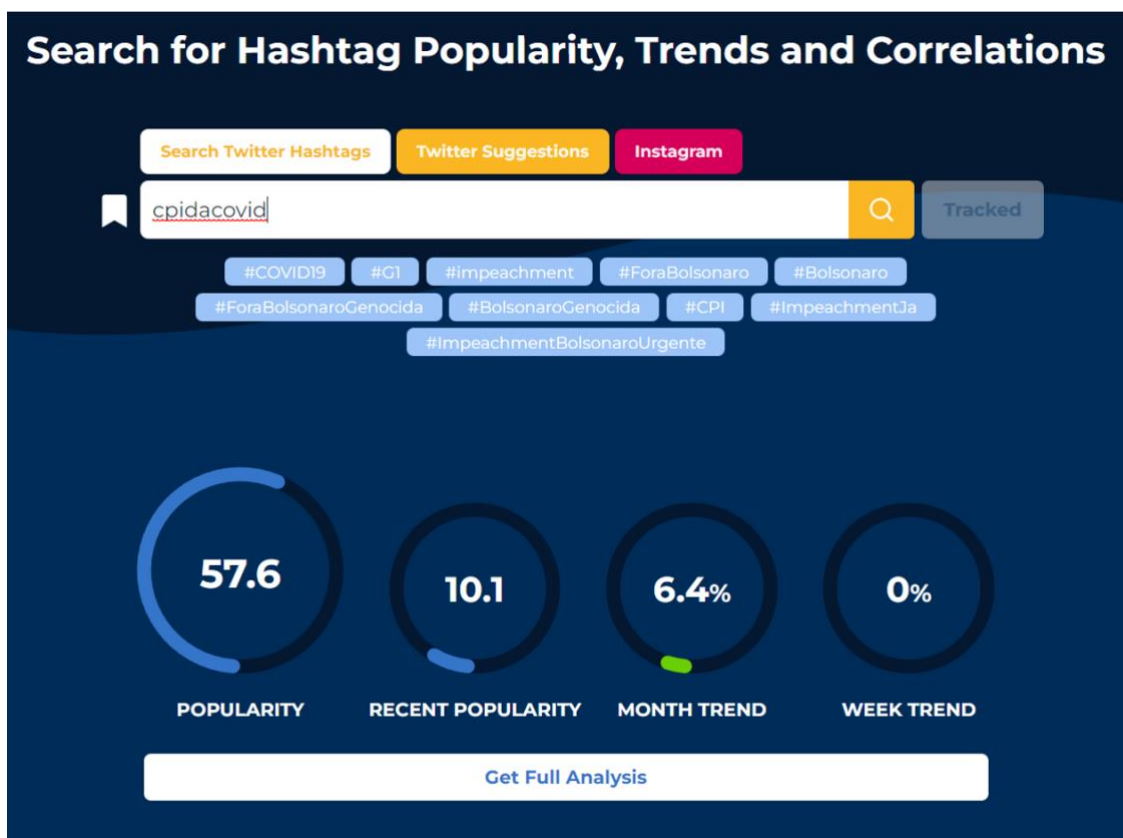 Search for Hashtag Popularity, Trends and Correlations
Search Twitter Hashtags Twitter Suggestions Instagram
cpidacovid Tracked
#COVID19 #G1 #impeachment #ForaBolsonaro #Bolsonaro
#ForaBolsonaroGenocida #BolsonaroGenocida #CPI #ImpeachmentJa
#ImpeachmentBolsonaroUrgente
57.6 10.1 6.4% 0%
POPULARITY RECENT POPULARITY MONTH TREND WEEK TREND
Get Full Analysis